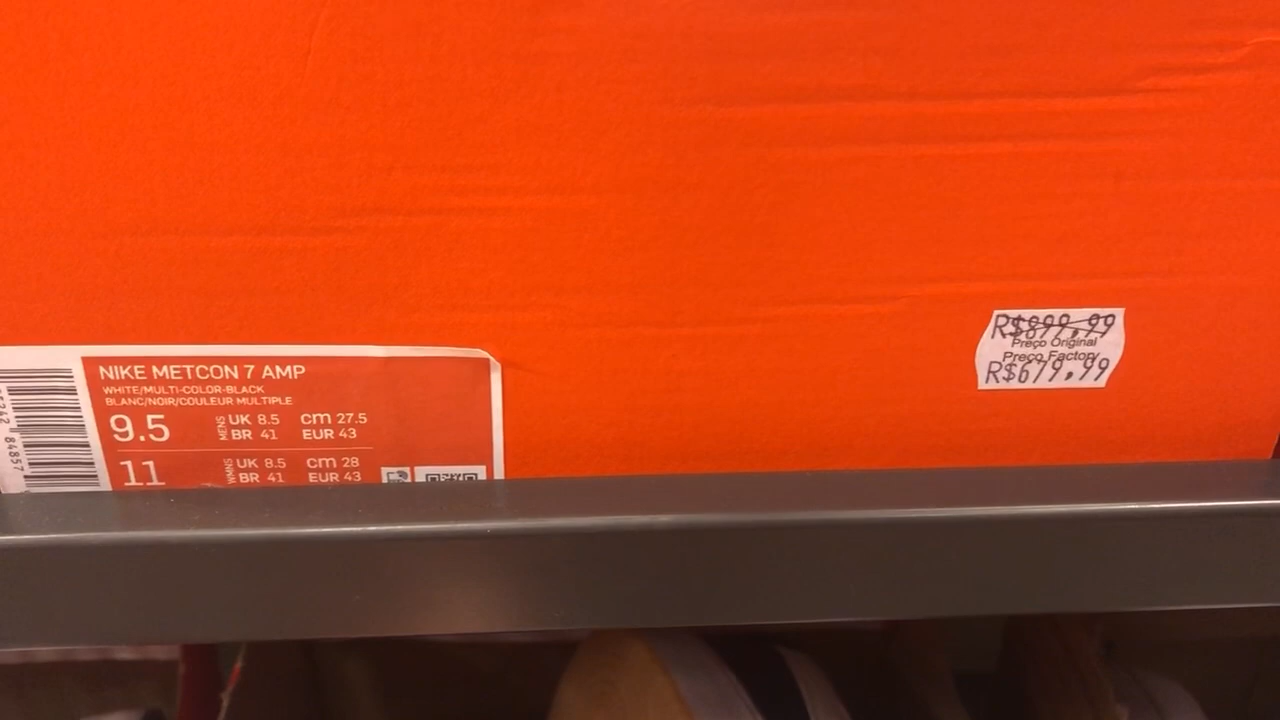 NIKE METCON 7 AMP
WHITE/MULTI-COLOR-BLACK
BLANC/NOIR/COULEUR MULTIPLE
9.5 MENS UK 8.5 cm 27.5
BR 41 EUR 43
11 WMNS UK 8.5 cm 28
BR 41 EUR 43
84857
R$899,99
Preço Original
Preço Factory
R$679,99